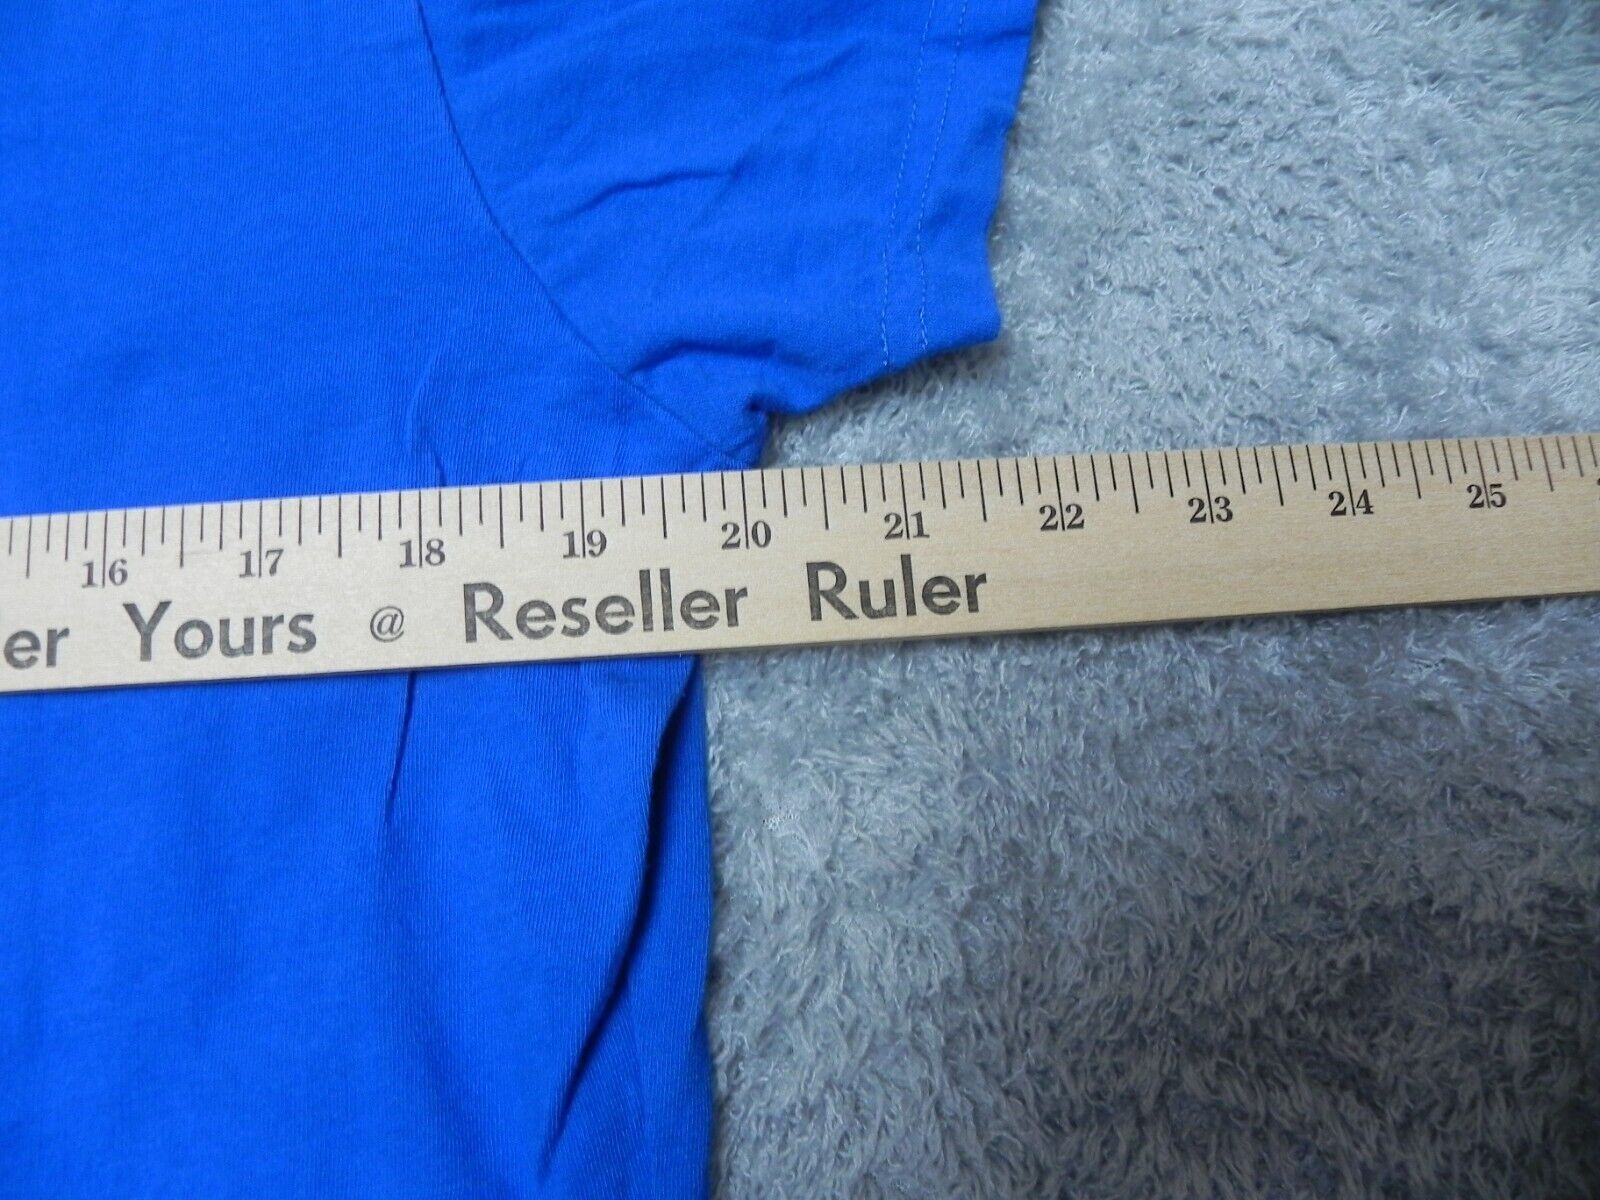 16 17 18 19 20 21 22 23 24 25
er Yours @ Reseller Ruler